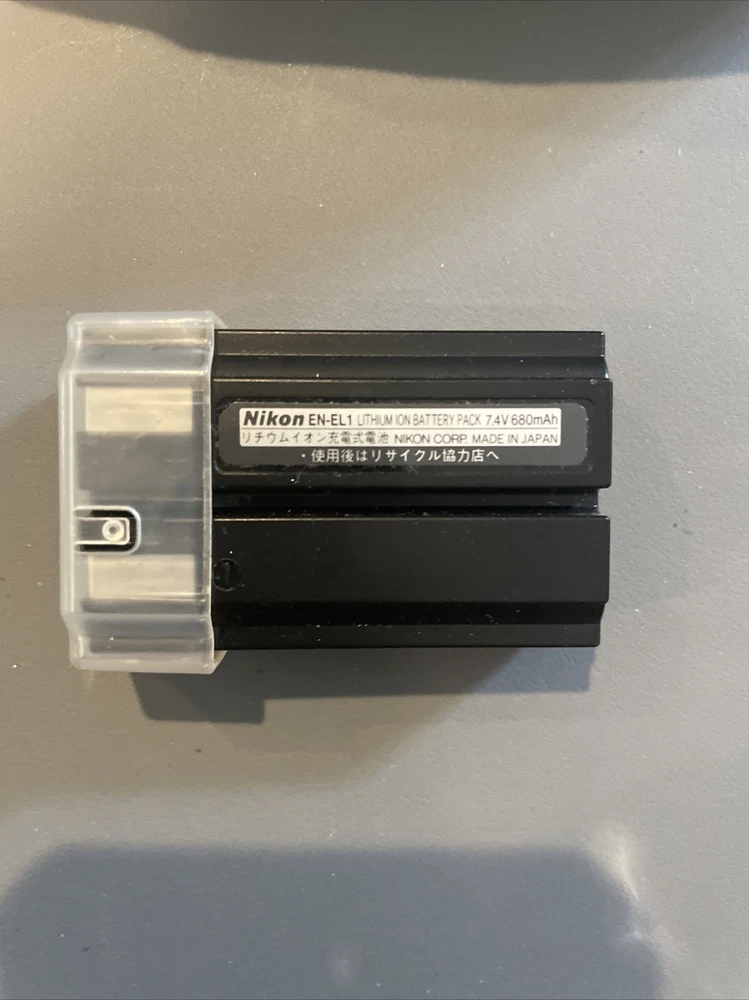 Nikon EN-EL1 LITHIUM ION BATTERY PACK 7.4V 680mAh
リチウムイオン充電式電池 NIKON CORP. MADE IN JAPAN
・使用後はリサイクル協力店へ